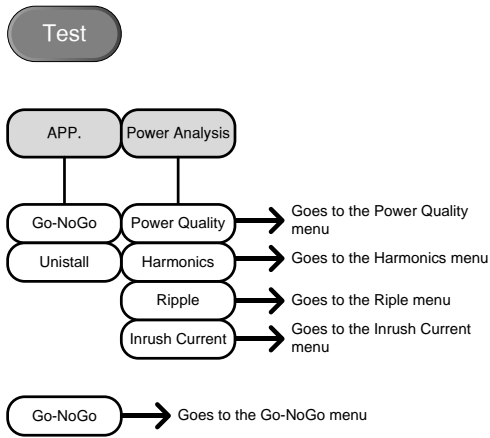 Test
APP.
Power Analysis
Go-NoGo
Power Quality
Goes to the Power Quality
menu
Unistall
Harmonics
Goes to the Harmonics menu
Ripple
Goes to the Riple menu
Inrush Current
Goes to the Inrush Current
menu
Go-NoGo
Goes to the Go-NoGo menu